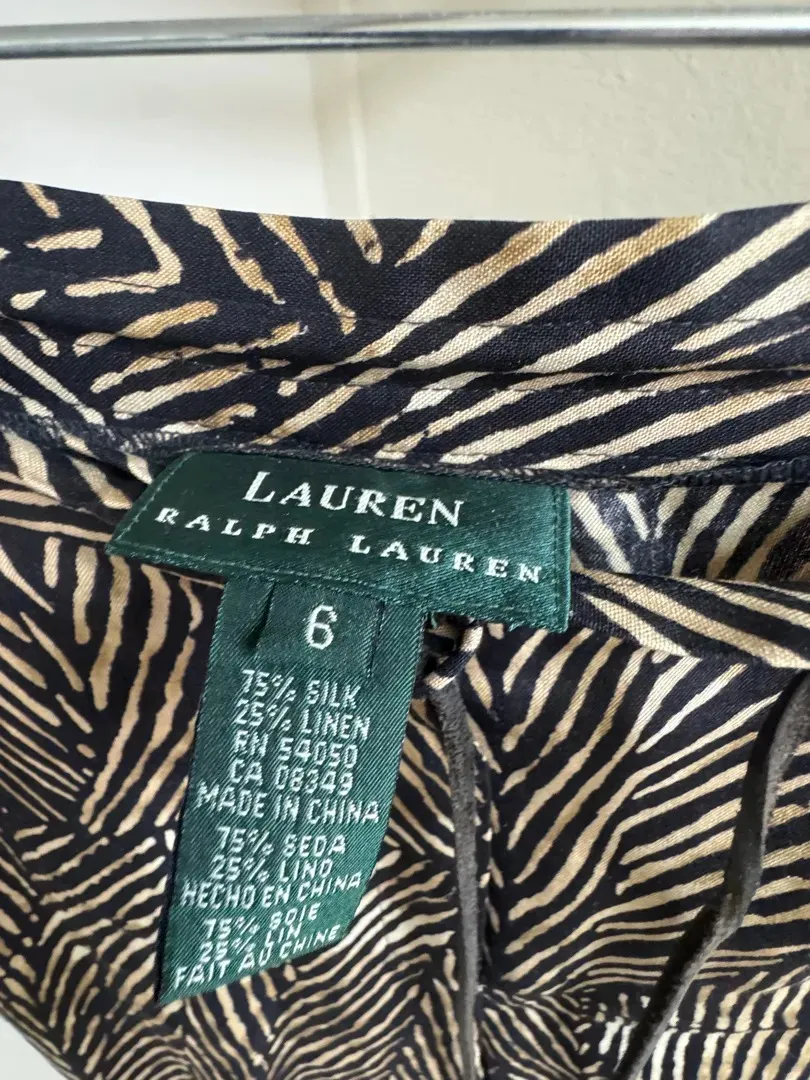 LAUREN
RALPH LAUREN
6
75% SILK
25% LINEN
RN 54050
CA 08349
MADE IN CHINA
75% SEDA
25% LINO
HECHO EN CHINA
75% SOIE
25% LIN
FAIT AU CHINE